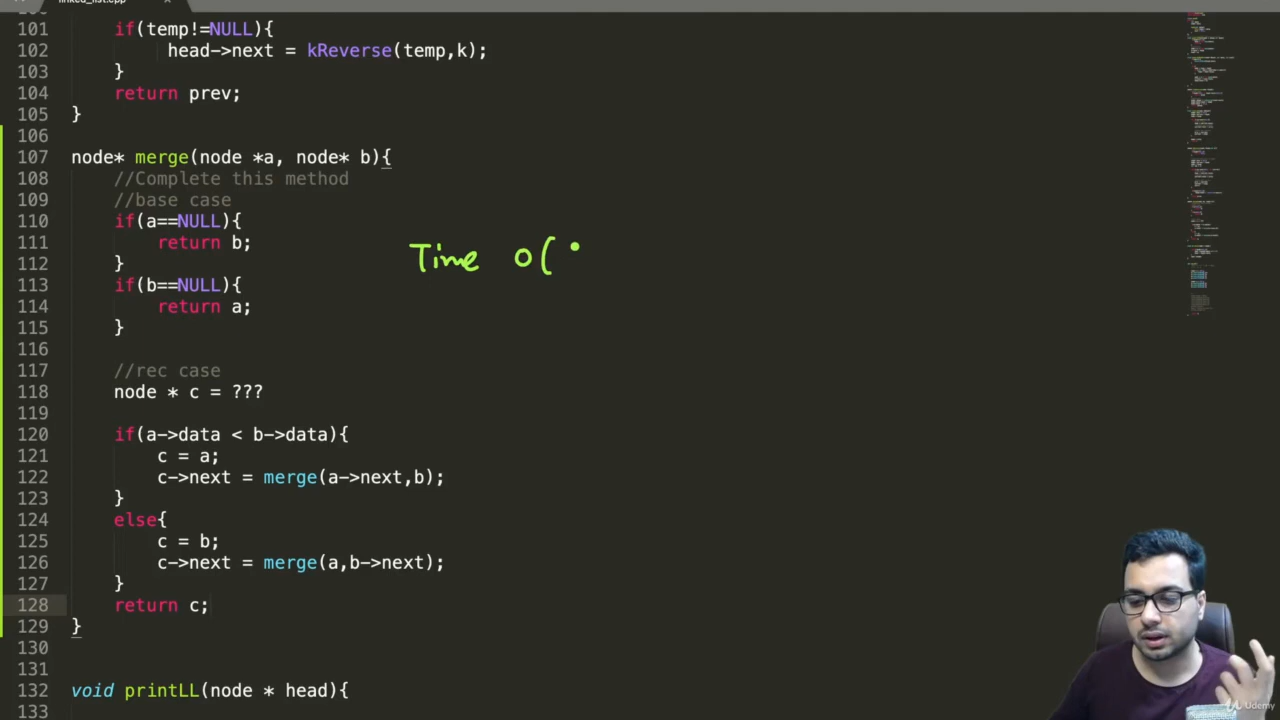 linked_list.cpp
101 if(temp!=NULL){
102 head->next = kReverse(temp,k);
103 }
104 return prev;
105 }
106
107 node* merge(node *a, node* b){
108 //Complete this method
109 //base case
110 if(a==NULL){
111 return b;
112 }
113 if(b==NULL){
114 return a;
115 }
116
117 //rec case
118 node * c = ???
119
120 if(a->data < b->data){
121 c = a;
122 c->next = merge(a->next,b);
123 }
124 else{
125 c = b;
126 c->next = merge(a,b->next);
127 }
128 return c;
129 }
130
131
132 void printLL(node * head){
133
Time O(
Udemy